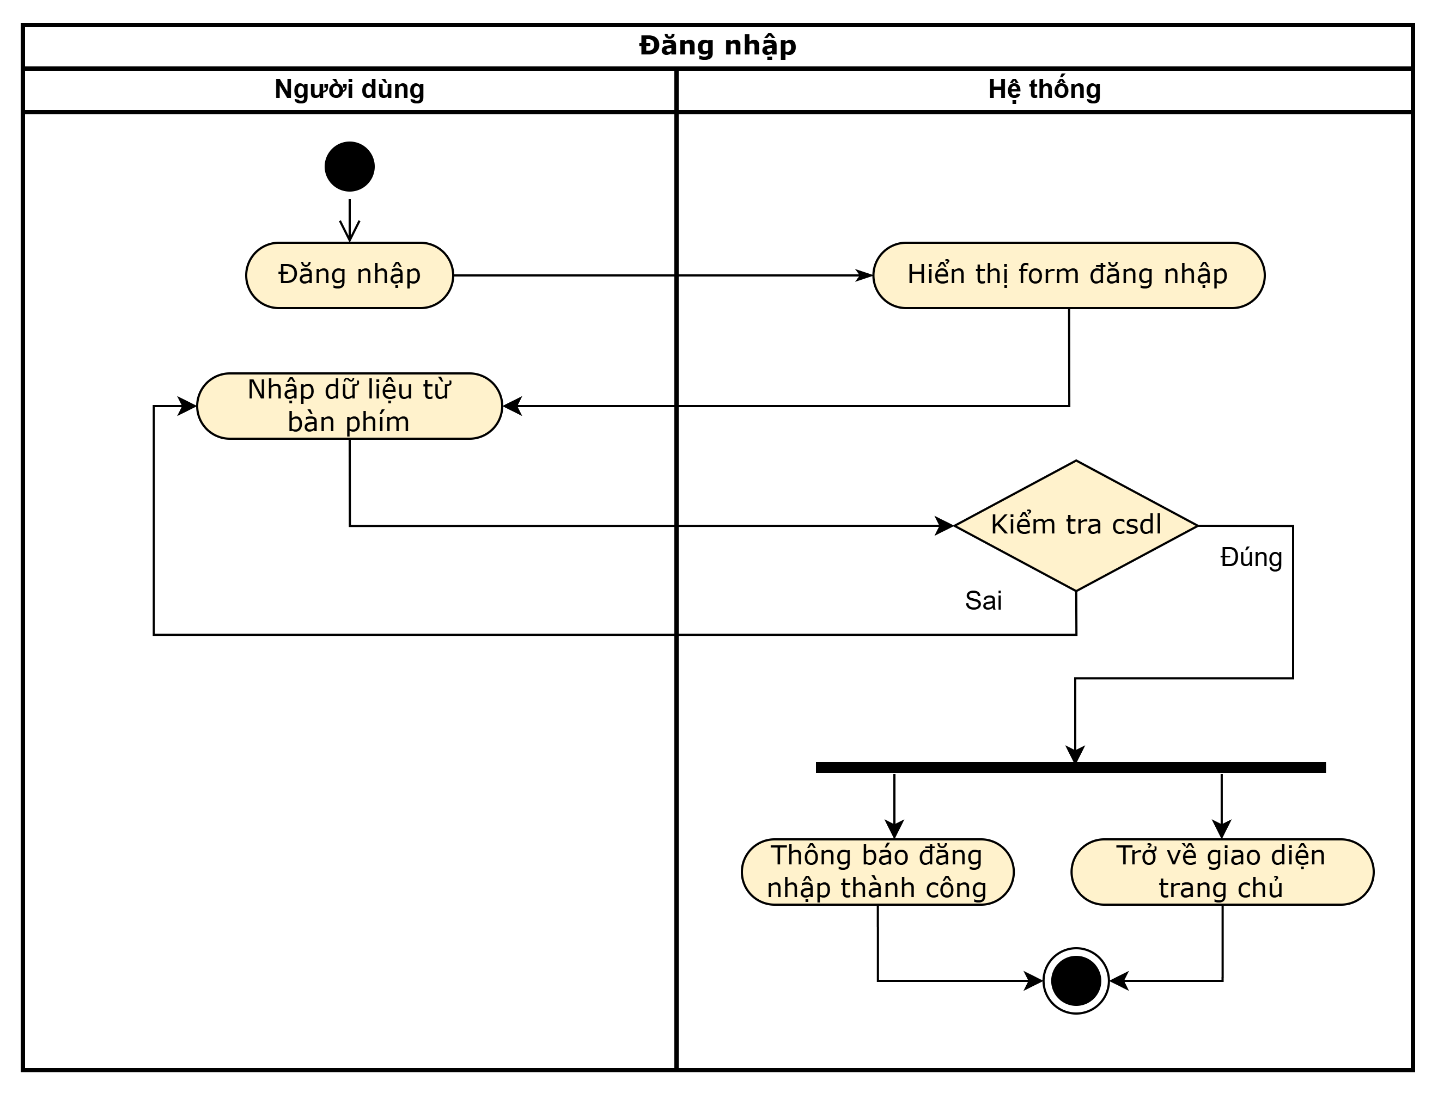 Đăng nhập
Người dùng
Hệ thống
Đăng nhập
Hiển thị form đăng nhập
Nhập dữ liệu từ
bàn phím
Kiểm tra csdl
Đúng
Sai
Thông báo đăng
nhập thành công
Trở về giao diện
trang chủ